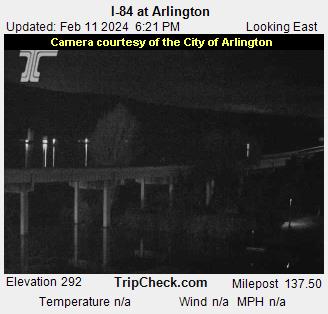 I-84 at Arlington
Updated: Feb 11 2024 6:21 PM Looking East
Camera courtesy of the City of Arlington
Elevation 292 TripCheck.com Milepost 137.50
Temperature n/a Wind n/a MPH n/a